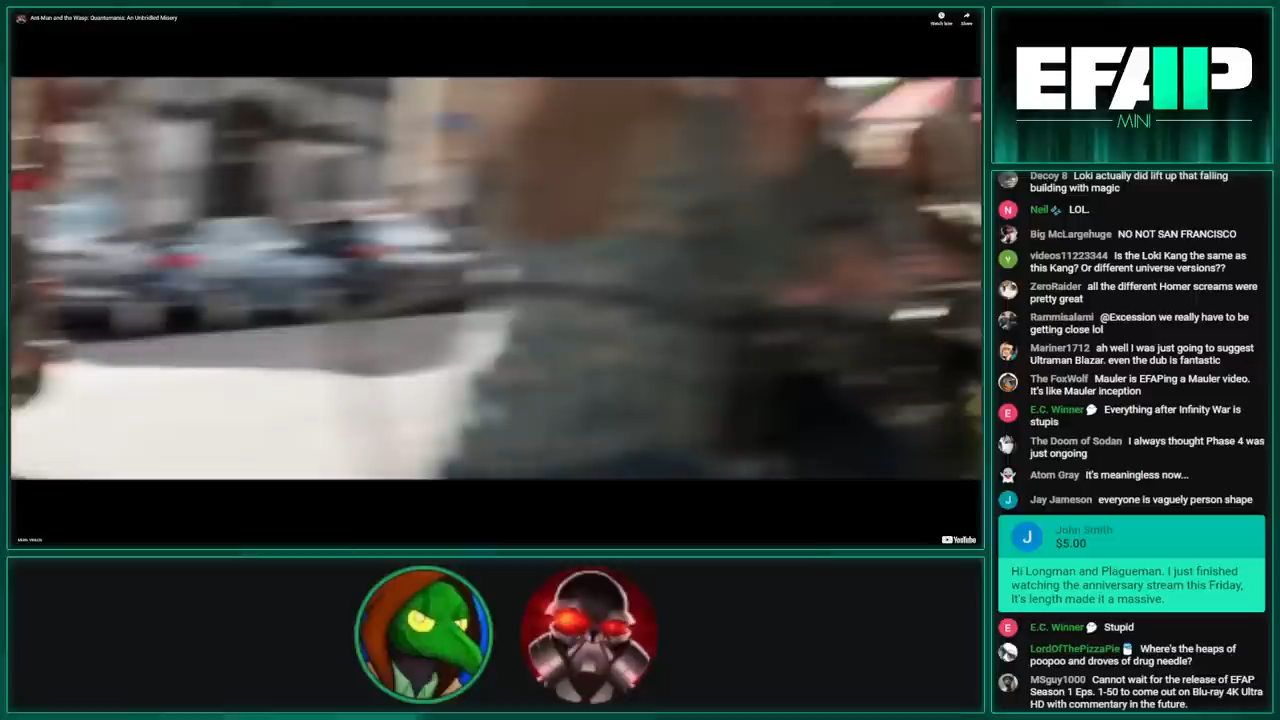 Ant-Man and the Wasp: Quantumania: An Unbridled Misery
Watch later
Share
MORE VIDEOS
YouTube
EFAP
MINI
Decoy 8 Loki actually did lift up that falling
building with magic
Neil LOL.
Big McLargehuge NO NOT SAN FRANCISCO
videos11223344 Is the Loki Kang the same as
this Kang? Or different universe versions??
ZeroRaider all the different Homer screams were
pretty great
Rammisalami @Excession we really have to be
getting close lol
Mariner1712 ah well I was just going to suggest
Ultraman Blazar. even the dub is fantastic
The FoxWolf Mauler is EFAPing a Mauler video.
It's like Mauler inception
E E.C. Winner Everything after Infinity War is
stupis
The Doom of Sodan I always thought Phase 4 was
just ongoing
Atom Gray It's meaningless now...
J Jay Jameson everyone is vaguely person shape
J John Smith
$5.00
Hi Longman and Plagueman. I just finished
watching the anniversary stream this Friday,
It's length made it a massive.
E E.C. Winner Stupid
LordOfThePizzaPie Where's the heaps of
poopoo and droves of drug needle?
MSguy1000 Cannot wait for the release of EFAP
Season 1 Eps. 1-50 to come out on Blu-ray 4K Ultra
HD with commentary in the future.